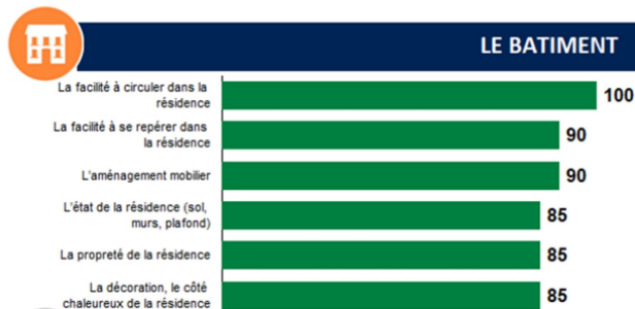 LE BATIMENT
La facilité à circuler dans la
résidence
100
La facilité à se repérer dans
la résidence
90
L'aménagement mobilier
90
L'état de la résidence (sol,
murs, plafond)
85
La propreté de la résidence
85
La décoration, le côté
chaleureux de la résidence
85